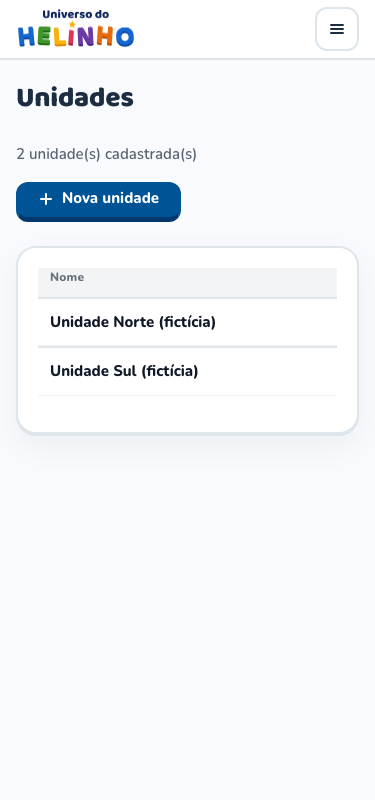 Universo do
HELINHO
Unidades
2 unidade(s) cadastrada(s)
+ Nova unidade
Nome
Unidade Norte (fictícia)
Unidade Sul (fictícia)